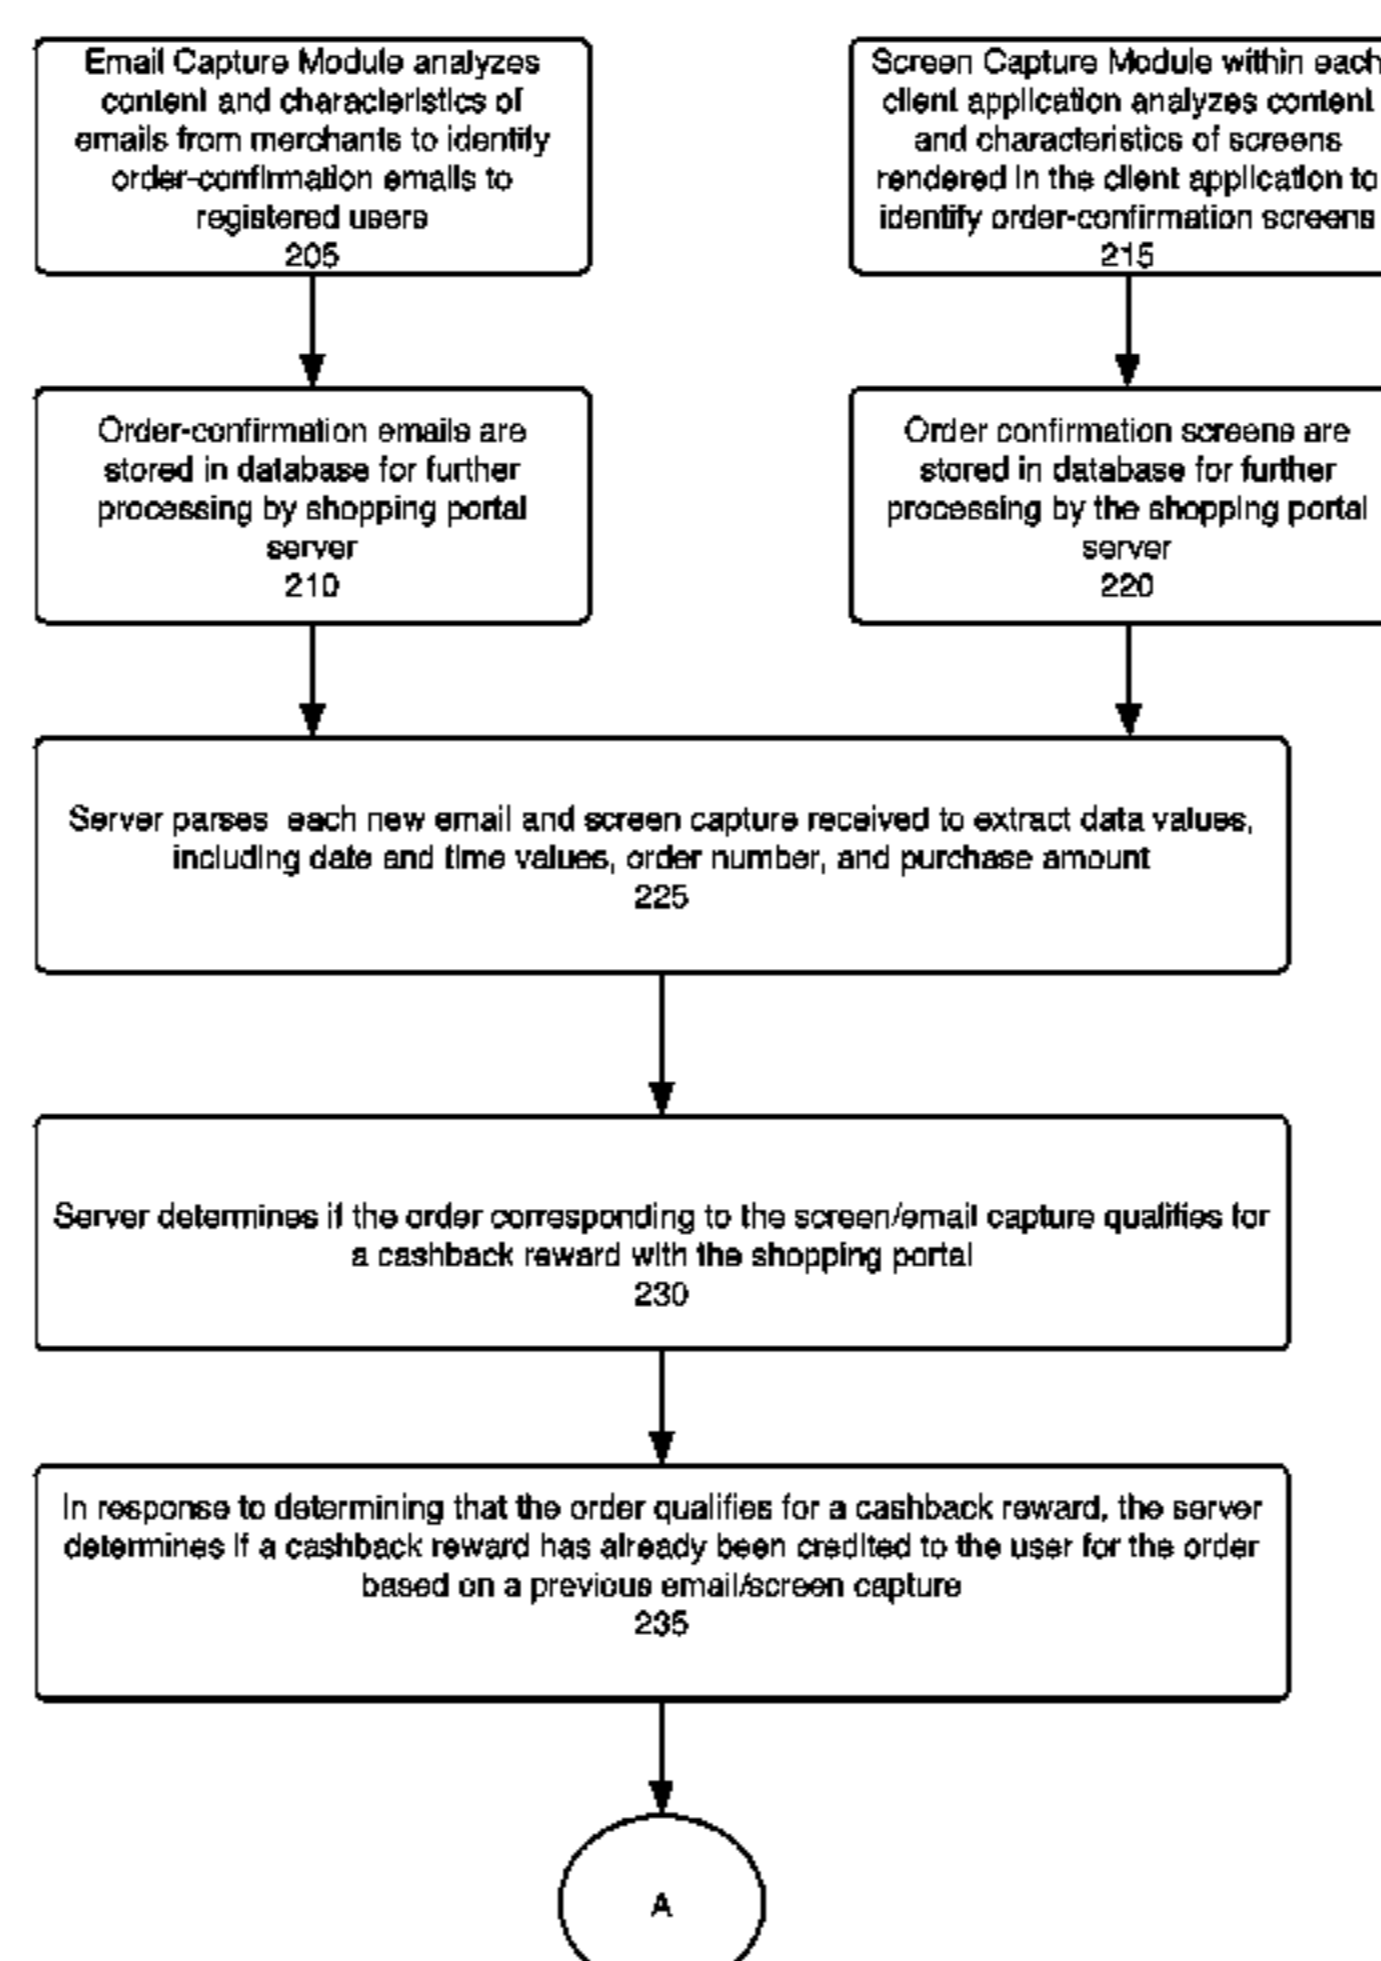 Email Capture Module analyzes
content and characteristics of
emails from merchants to identify
order-confirmation emails to
registered users
205
Screen Capture Module within each
client application analyzes content
and characteristics of screens
rendered in the client application to
identify order-confirmation screens
215
Order-confirmation emails are
stored in database for further
processing by shopping portal
server
210
Order confirmation screens are
stored in database for further
processing by the shopping portal
server
220
Server parses each new email and screen capture received to extract data values,
including date and time values, order number, and purchase amount
225
Server determines if the order corresponding to the screen/email capture qualifies for
a cashback reward with the shopping portal
230
In response to determining that the order qualifies for a cashback reward, the server
determines if a cashback reward has already been credited to the user for the order
based on a previous email/screen capture
235
A